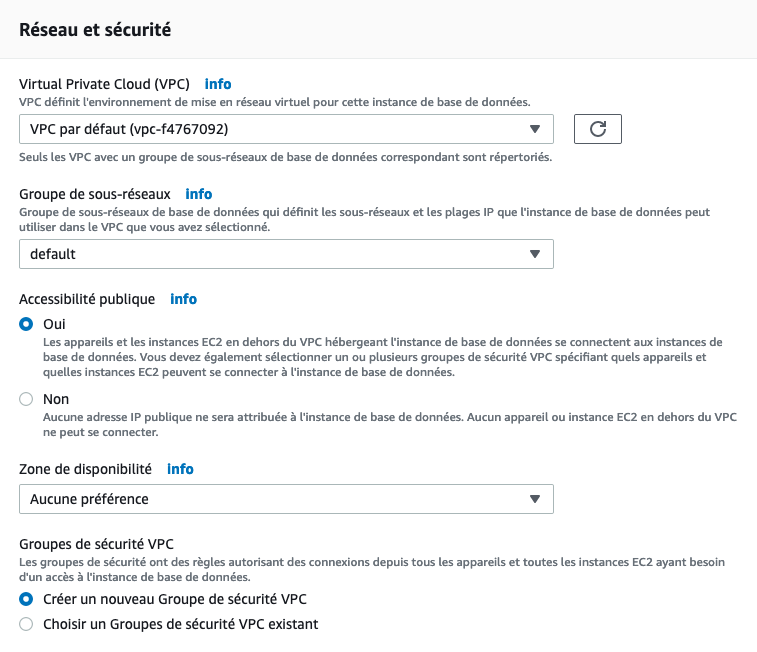 Réseau et sécurité
Virtual Private Cloud (VPC) info
VPC définit l'environnement de mise en réseau virtuel pour cette instance de base de données.
VPC par défaut (vpc-f4767092)
Seuls les VPC avec un groupe de sous-réseaux de base de données correspondant sont répertoriés.
Groupe de sous-réseaux info
Groupe de sous-réseaux de base de données qui définit les sous-réseaux et les plages IP que l'instance de base de données peut
utiliser dans le VPC que vous avez sélectionné.
default
Accessibilité publique info
Oui
Les appareils et les instances EC2 en dehors du VPC hébergeant l'instance de base de données se connectent aux instances de
base de données. Vous devez également sélectionner un ou plusieurs groupes de sécurité VPC spécifiant quels appareils et
quelles instances EC2 peuvent se connecter à l'instance de base de données.
Non
Aucune adresse IP publique ne sera attribuée à l'instance de base de données. Aucun appareil ou instance EC2 en dehors du VPC
ne peut se connecter.
Zone de disponibilité info
Aucune préférence
Groupes de sécurité VPC
Les groupes de sécurité ont des règles autorisant des connexions depuis tous les appareils et toutes les instances EC2 ayant besoin
d'un accès à l'instance de base de données.
Créer un nouveau Groupe de sécurité VPC
Choisir un Groupes de sécurité VPC existant